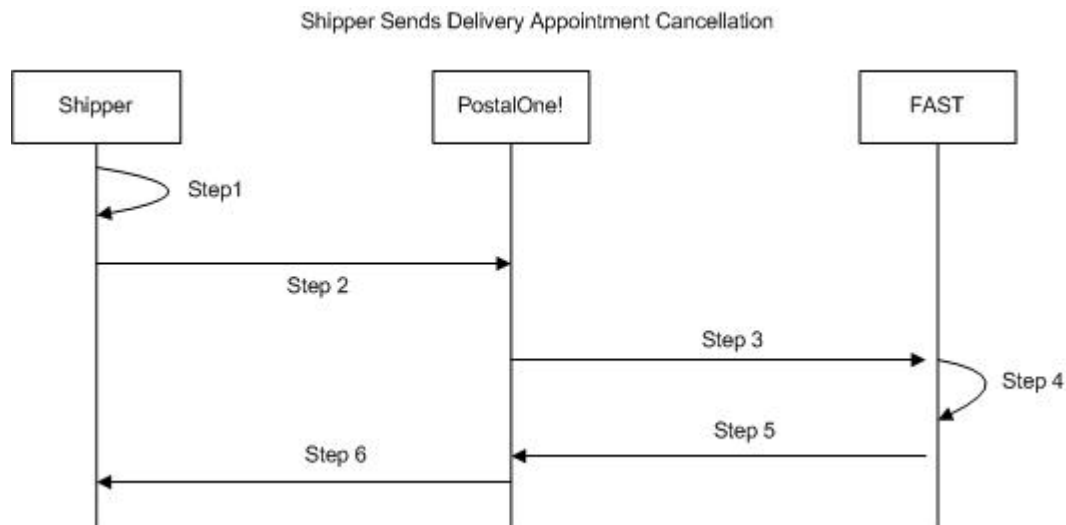 Shipper Sends Delivery Appointment Cancellation
Shipper
PostalOne!
FAST
Step1
Step 2
Step 3
Step 4
Step 5
Step 6